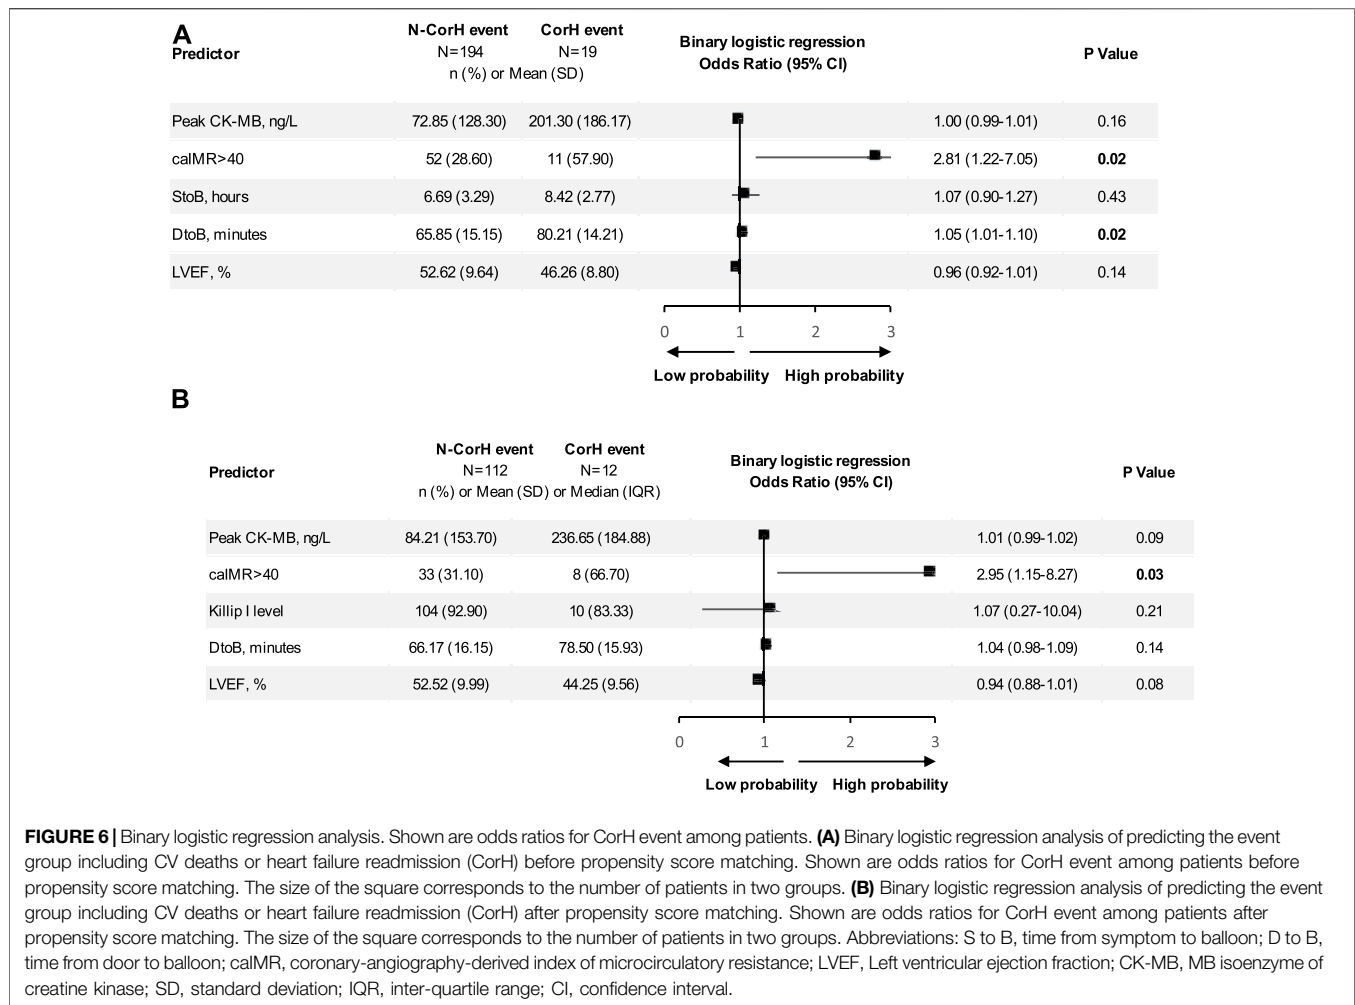 A
Predictor
N-CorH event CorH event
N=194 N=19
n (%) or Mean (SD)
Binary logistic regression
Odds Ratio (95% CI)
P Value
Peak CK-MB, ng/L 72.85 (128.30) 201.30 (186.17) 1.00 (0.99-1.01) 0.16
caIMR>40 52 (28.60) 11 (57.90) 2.81 (1.22-7.05) 0.02
StoB, hours 6.69 (3.29) 8.42 (2.77) 1.07 (0.90-1.27) 0.43
DtoB, minutes 65.85 (15.15) 80.21 (14.21) 1.05 (1.01-1.10) 0.02
LVEF, % 52.62 (9.64) 46.26 (8.80) 0.96 (0.92-1.01) 0.14
0 1 2 3
Low probability High probability
B
Predictor
N-CorH event CorH event
N=112 N=12
n (%) or Mean (SD) or Median (IQR)
Binary logistic regression
Odds Ratio (95% CI)
P Value
Peak CK-MB, ng/L 84.21 (153.70) 236.65 (184.88) 1.01 (0.99-1.02) 0.09
caIMR>40 33 (31.10) 8 (66.70) 2.95 (1.15-8.27) 0.03
Killip I level 104 (92.90) 10 (83.33) 1.07 (0.27-10.04) 0.21
DtoB, minutes 66.17 (16.15) 78.50 (15.93) 1.04 (0.98-1.09) 0.14
LVEF, % 52.52 (9.99) 44.25 (9.56) 0.94 (0.88-1.01) 0.08
0 1 2 3
Low probability High probability
FIGURE 6 | Binary logistic regression analysis. Shown are odds ratios for CorH event among patients. (A) Binary logistic regression analysis of predicting the event
group including CV deaths or heart failure readmission (CorH) before propensity score matching. Shown are odds ratios for CorH event among patients before
propensity score matching. The size of the square corresponds to the number of patients in two groups. (B) Binary logistic regression analysis of predicting the event
group including CV deaths or heart failure readmission (CorH) after propensity score matching. Shown are odds ratios for CorH event among patients after
propensity score matching. The size of the square corresponds to the number of patients in two groups. Abbreviations: S to B, time from symptom to balloon; D to B,
time from door to balloon; caIMR, coronary-angiography-derived index of microcirculatory resistance; LVEF, Left ventricular ejection fraction; CK-MB, MB isoenzyme of
creatine kinase; SD, standard deviation; IQR, inter-quartile range; CI, confidence interval.